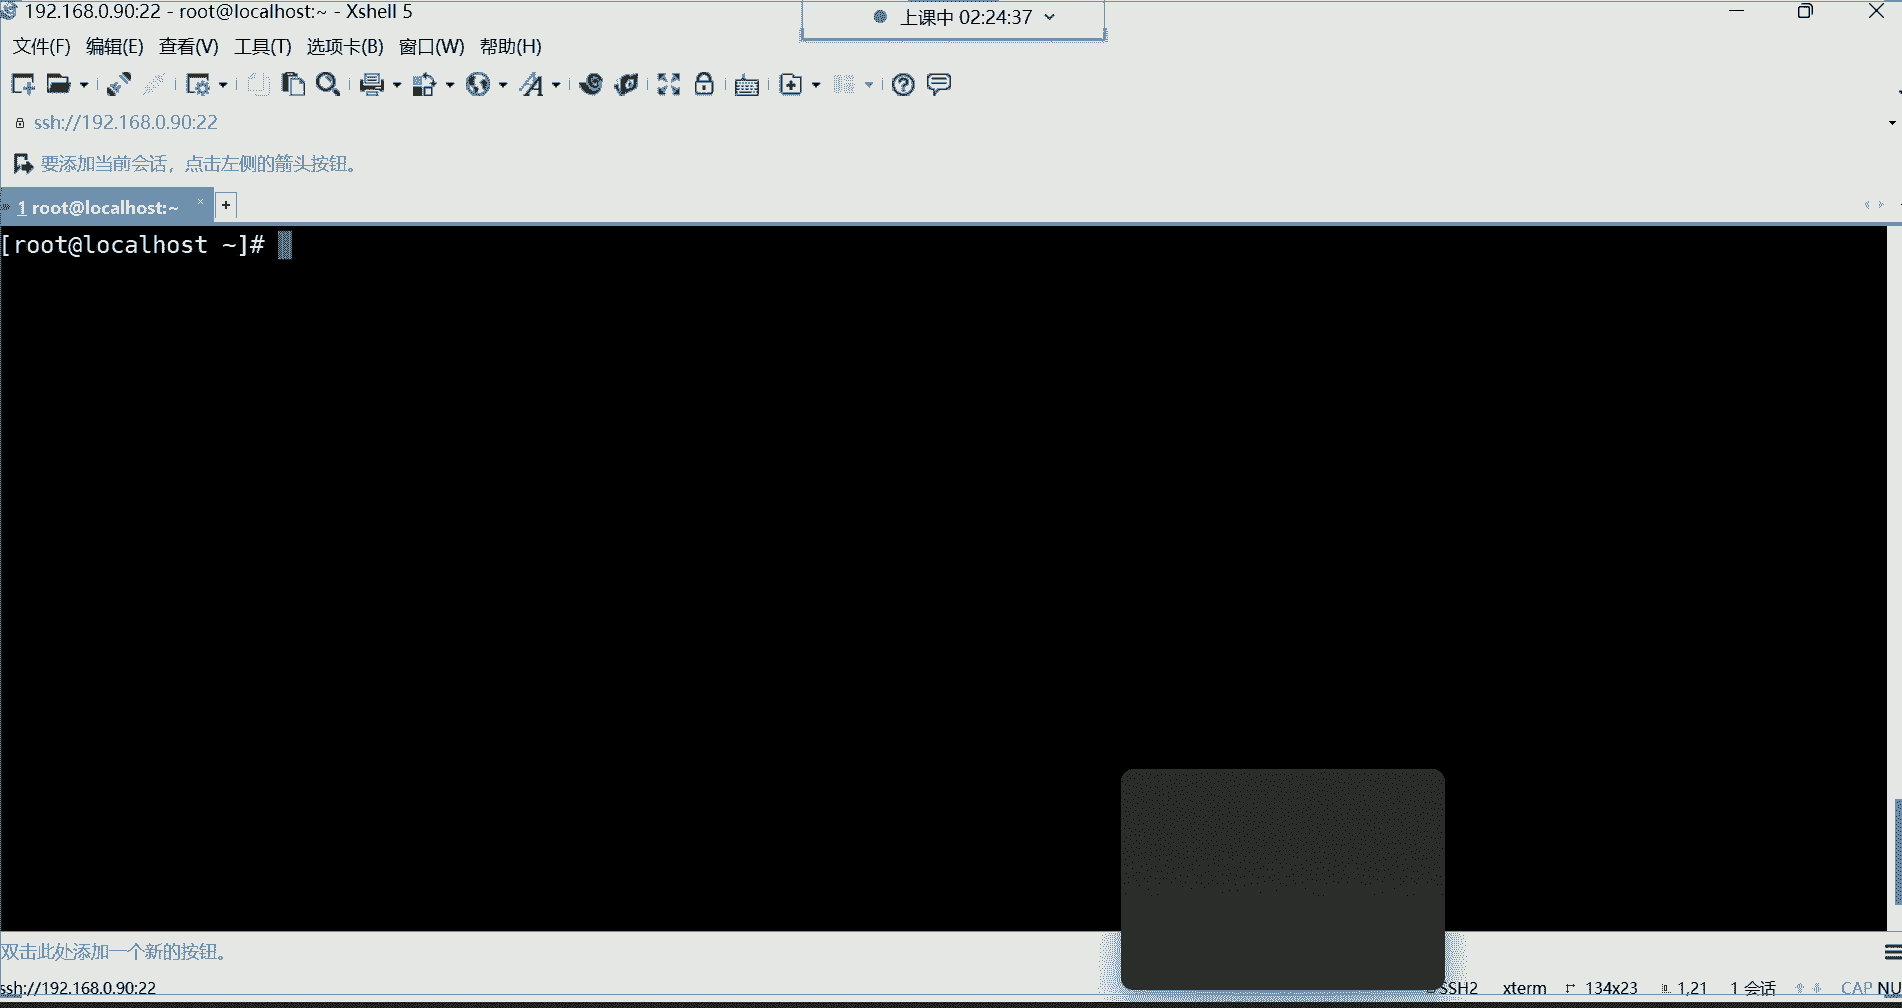 192.168.0.90:22 - root@localhost:~ - Xshell 5
上课中 02:24:37
文件(F) 编辑(E) 查看(V) 工具(T) 选项卡(B) 窗口(W) 帮助(H)
ssh://192.168.0.90:22
要添加当前会话，点击左侧的箭头按钮。
1 root@localhost:~ × +
[root@localhost ~]#
双击此处添加一个新的按钮。
ssh://192.168.0.90:22 SSH2 xterm 134x23 1,21 1 会话 CAP NU